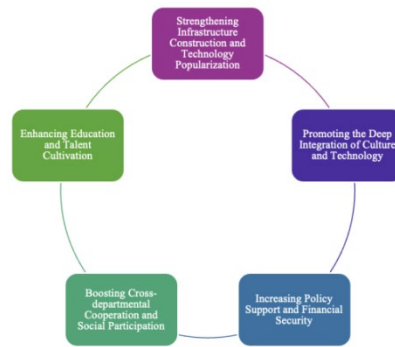 Strengthening
Infrastructure
Construction and
Technology
Popularization
Promoting the Deep
Integration of Culture
and Technology
Increasing Policy
Support and Financial
Security
Boosting Cross-
departmental
Cooperation and
Social Participation
Enhancing Education
and Talent
Cultivation